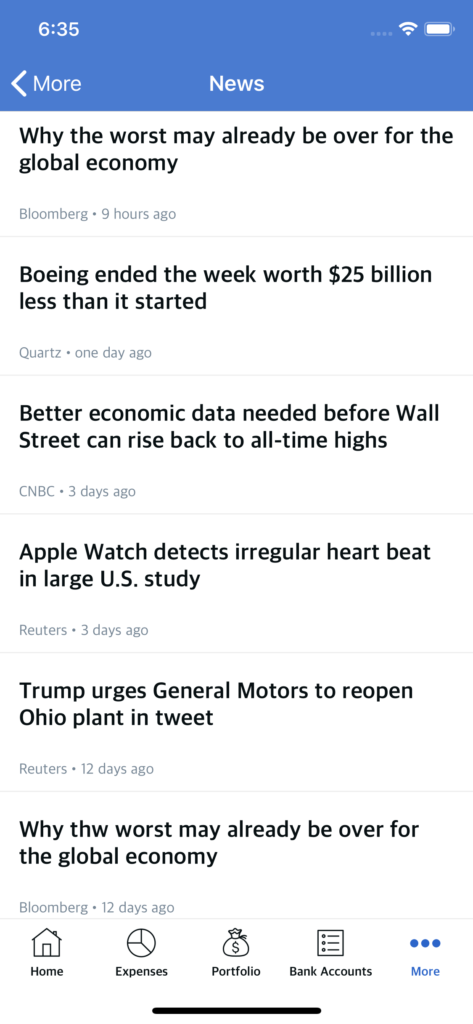 6:35
More
News
Why the worst may already be over for the
global economy
Bloomberg • 9 hours ago
Boeing ended the week worth $25 billion
less than it started
Quartz • one day ago
Better economic data needed before Wall
Street can rise back to all-time highs
CNBC • 3 days ago
Apple Watch detects irregular heart beat
in large U.S. study
Reuters • 3 days ago
Trump urges General Motors to reopen
Ohio plant in tweet
Reuters • 12 days ago
Why thw worst may already be over for
the global economy
Bloomberg • 12 days ago
$
Home
Expenses
Portfolio
Bank Accounts
More